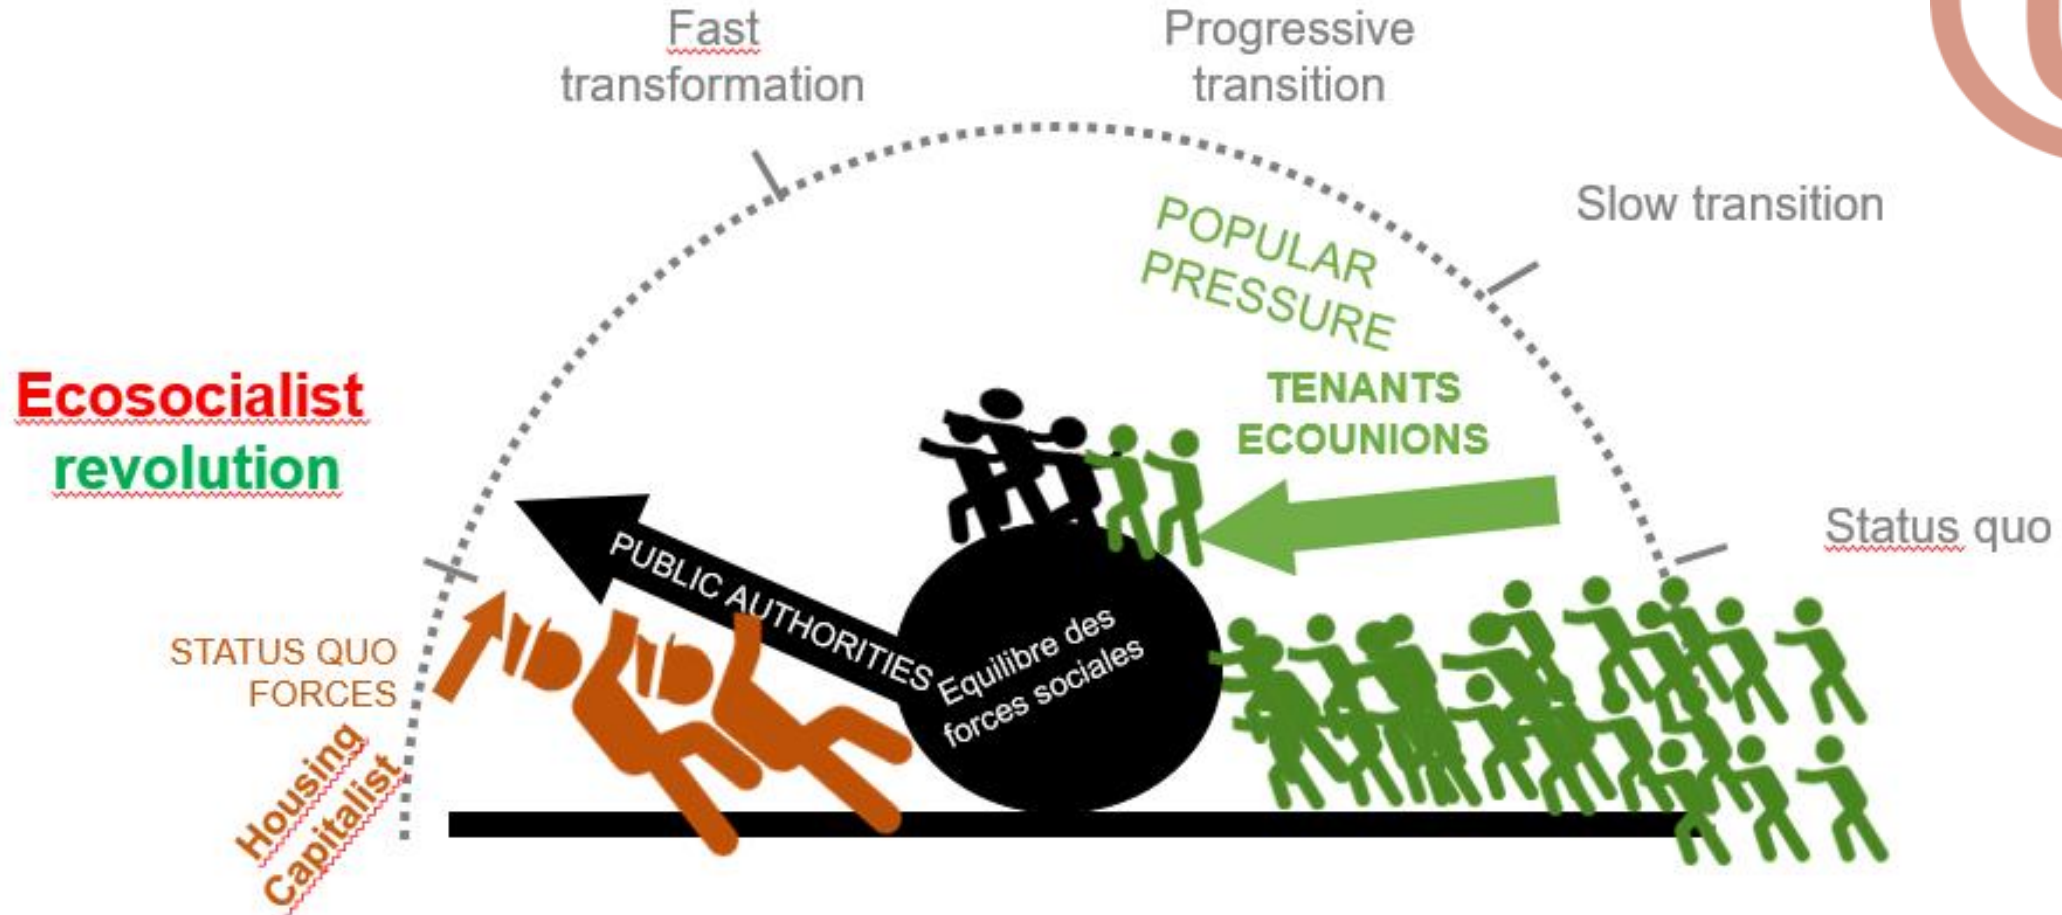 Fast
transformation
Progressive
transition
Slow transition
POPULAR
PRESSURE
Ecosocialist
revolution
TENANTS
ECOUNIONS
Status quo
PUBLIC AUTHORITIES
Equilibre des
forces sociales
STATUS QUO
FORCES
Housing
Capitalist